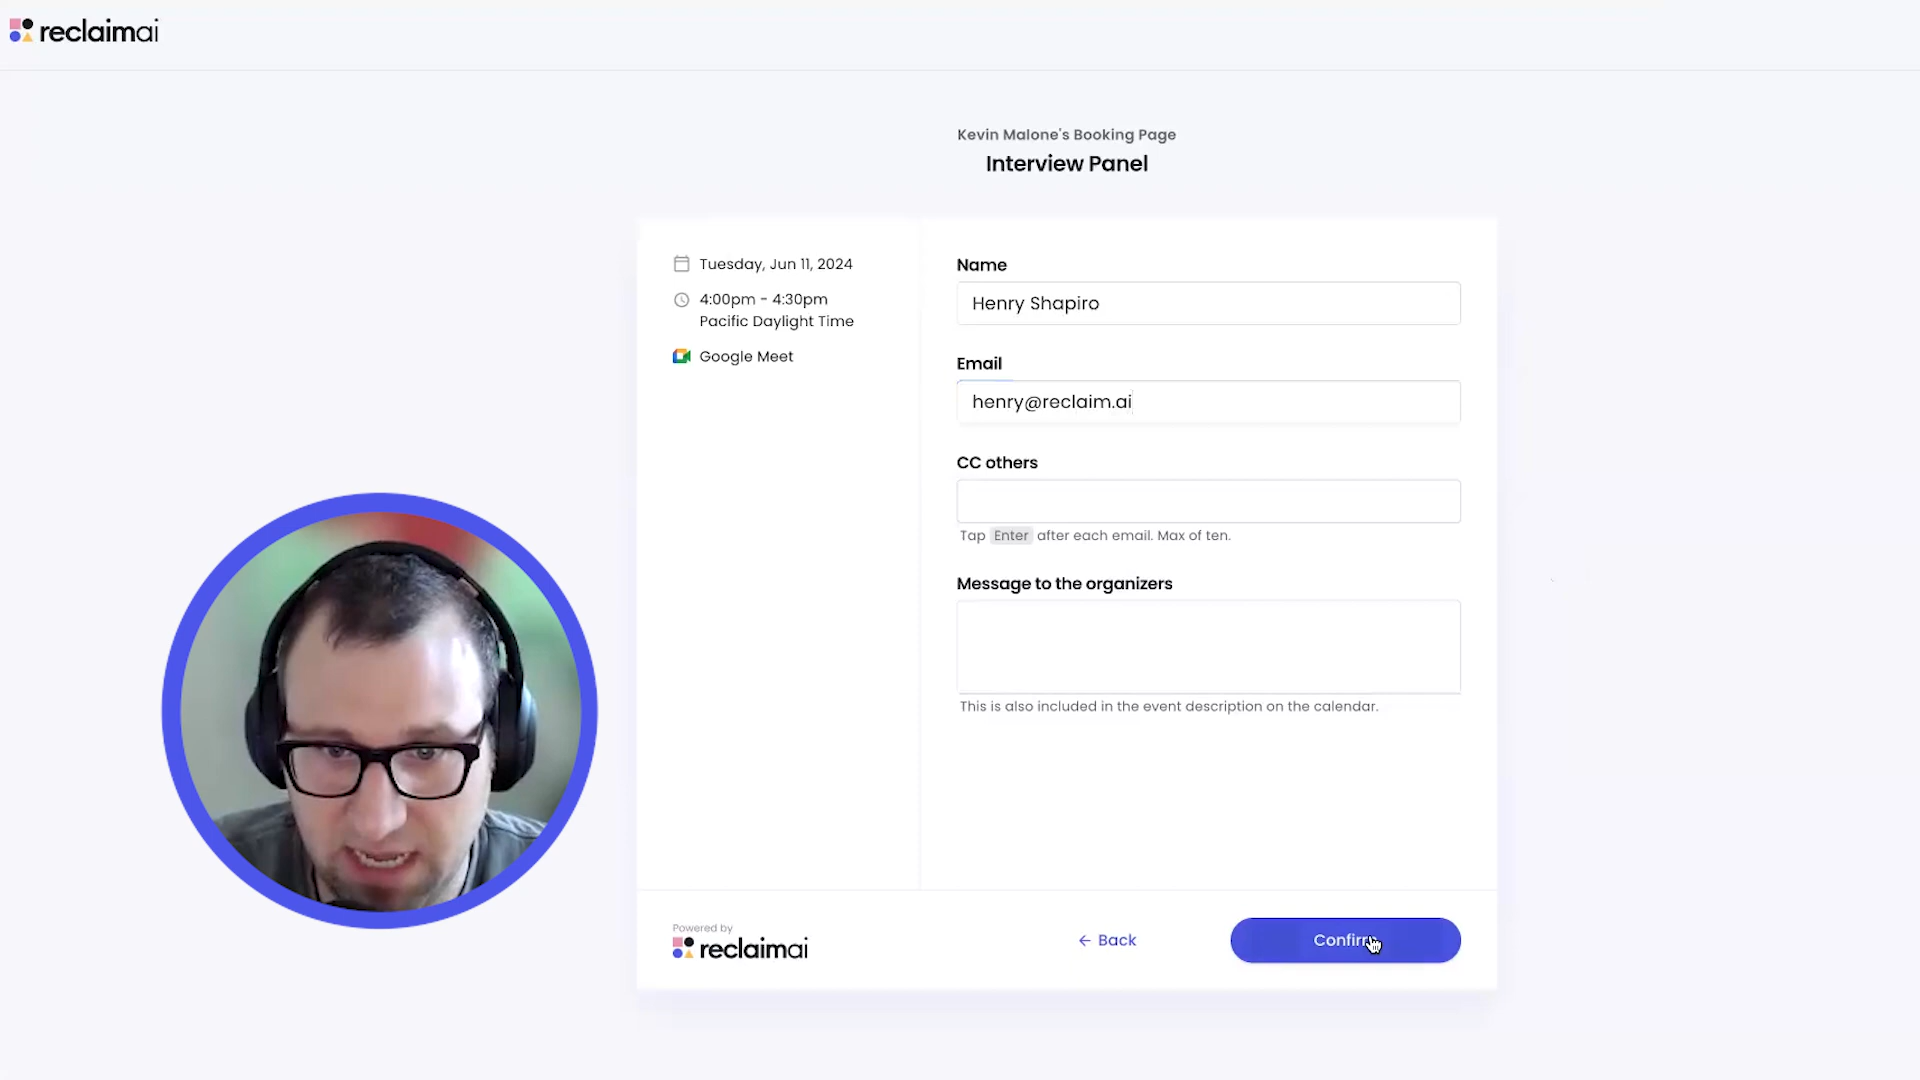 reclaimai
Kevin Malone's Booking Page
Interview Panel
Tuesday, Jun 11, 2024
4:00pm - 4:30pm
Pacific Daylight Time
Google Meet
Name
Henry Shapiro
Email
henry@reclaim.ai
CC others
Tap Enter after each email. Max of ten.
Message to the organizers
This is also included in the event description on the calendar.
Powered by
reclaimai
← Back
Confirm